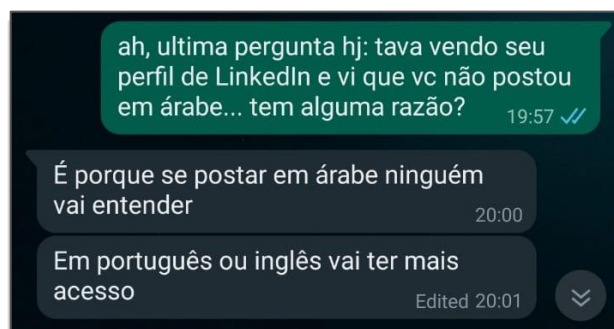 ah, ultima pergunta hj: tava vendo seu
perfil de LinkedIn e vi que vc não postou
em árabe... tem alguma razão?
19:57
É porque se postar em árabe ninguém
vai entender
20:00
Em português ou inglês vai ter mais
acesso
Edited 20:01